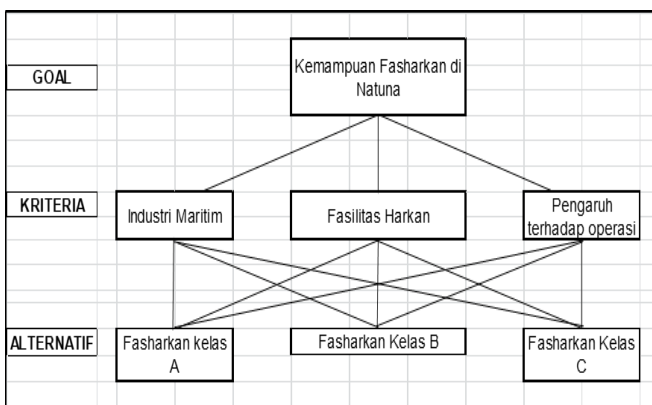 GOAL
Kemampuan Fasharkan di
Natuna
KRITERIA
Industri Maritim
Fasilitas Harkan
Pengaruh
terhadap operasi
ALTERNATIF
Fasharkan kelas
A
Fasharkan Kelas B
Fasharkan Kelas
C